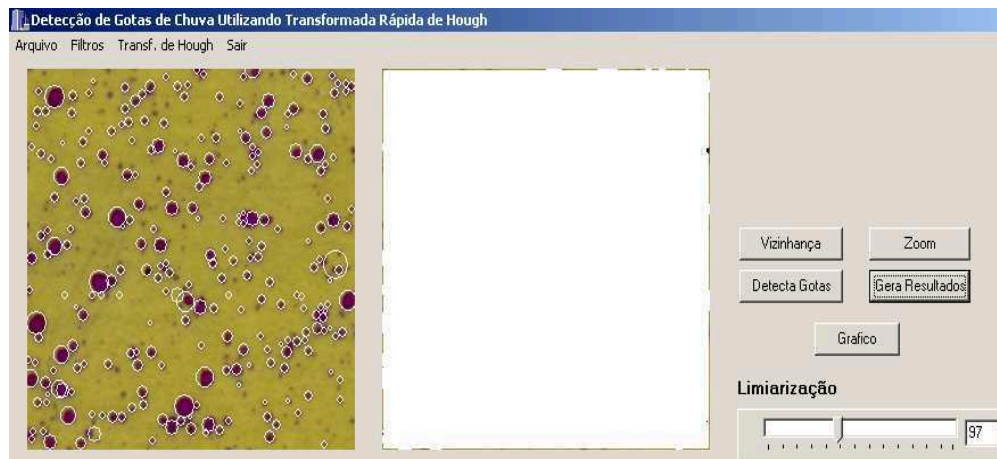 Detecção de Gotas de Chuva Utilizando Transformada Rápida de Hough
Arquivo Filtros Transf. de Hough Sair
Vizinhança Zoom
Detecta Gotas Gera Resultados
Grafico
Limiarização
97